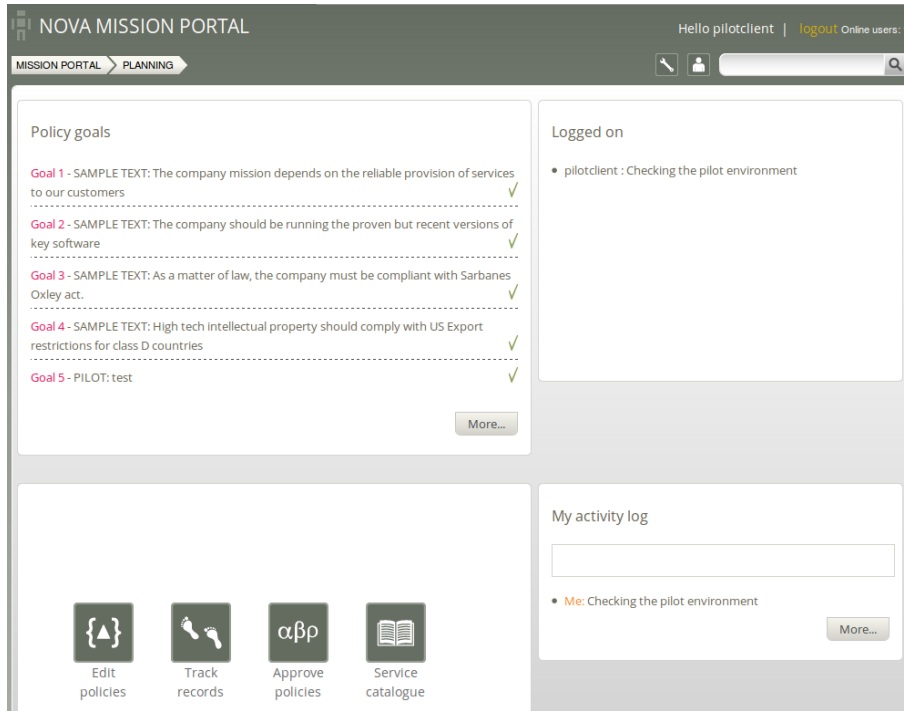 NOVA MISSION PORTAL
Hello pilotclient | logout Online users:
MISSION PORTAL
PLANNING
Policy goals
Goal 1 - SAMPLE TEXT: The company mission depends on the reliable provision of services
to our customers
Goal 2 - SAMPLE TEXT: The company should be running the proven but recent versions of
key software
Goal 3 - SAMPLE TEXT: As a matter of law, the company must be compliant with Sarbanes
Oxley act.
Goal 4 - SAMPLE TEXT: High tech intellectual property should comply with US Export
restrictions for class D countries
Goal 5 - PILOT: test
More...
Logged on
• pilotclient : Checking the pilot environment
{▲}
αβρ
Edit
policies
Track
records
Approve
policies
Service
catalogue
My activity log
• Me: Checking the pilot environment
More...